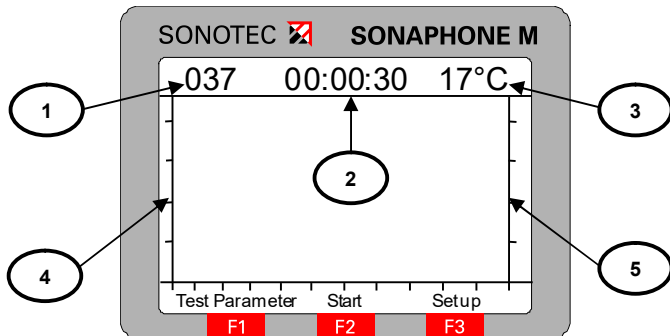 SONOTEC SONAPHONE M
037 00:00:30 17°C
1
3
2
4
5
Test Parameter Start Setup
F1 F2 F3